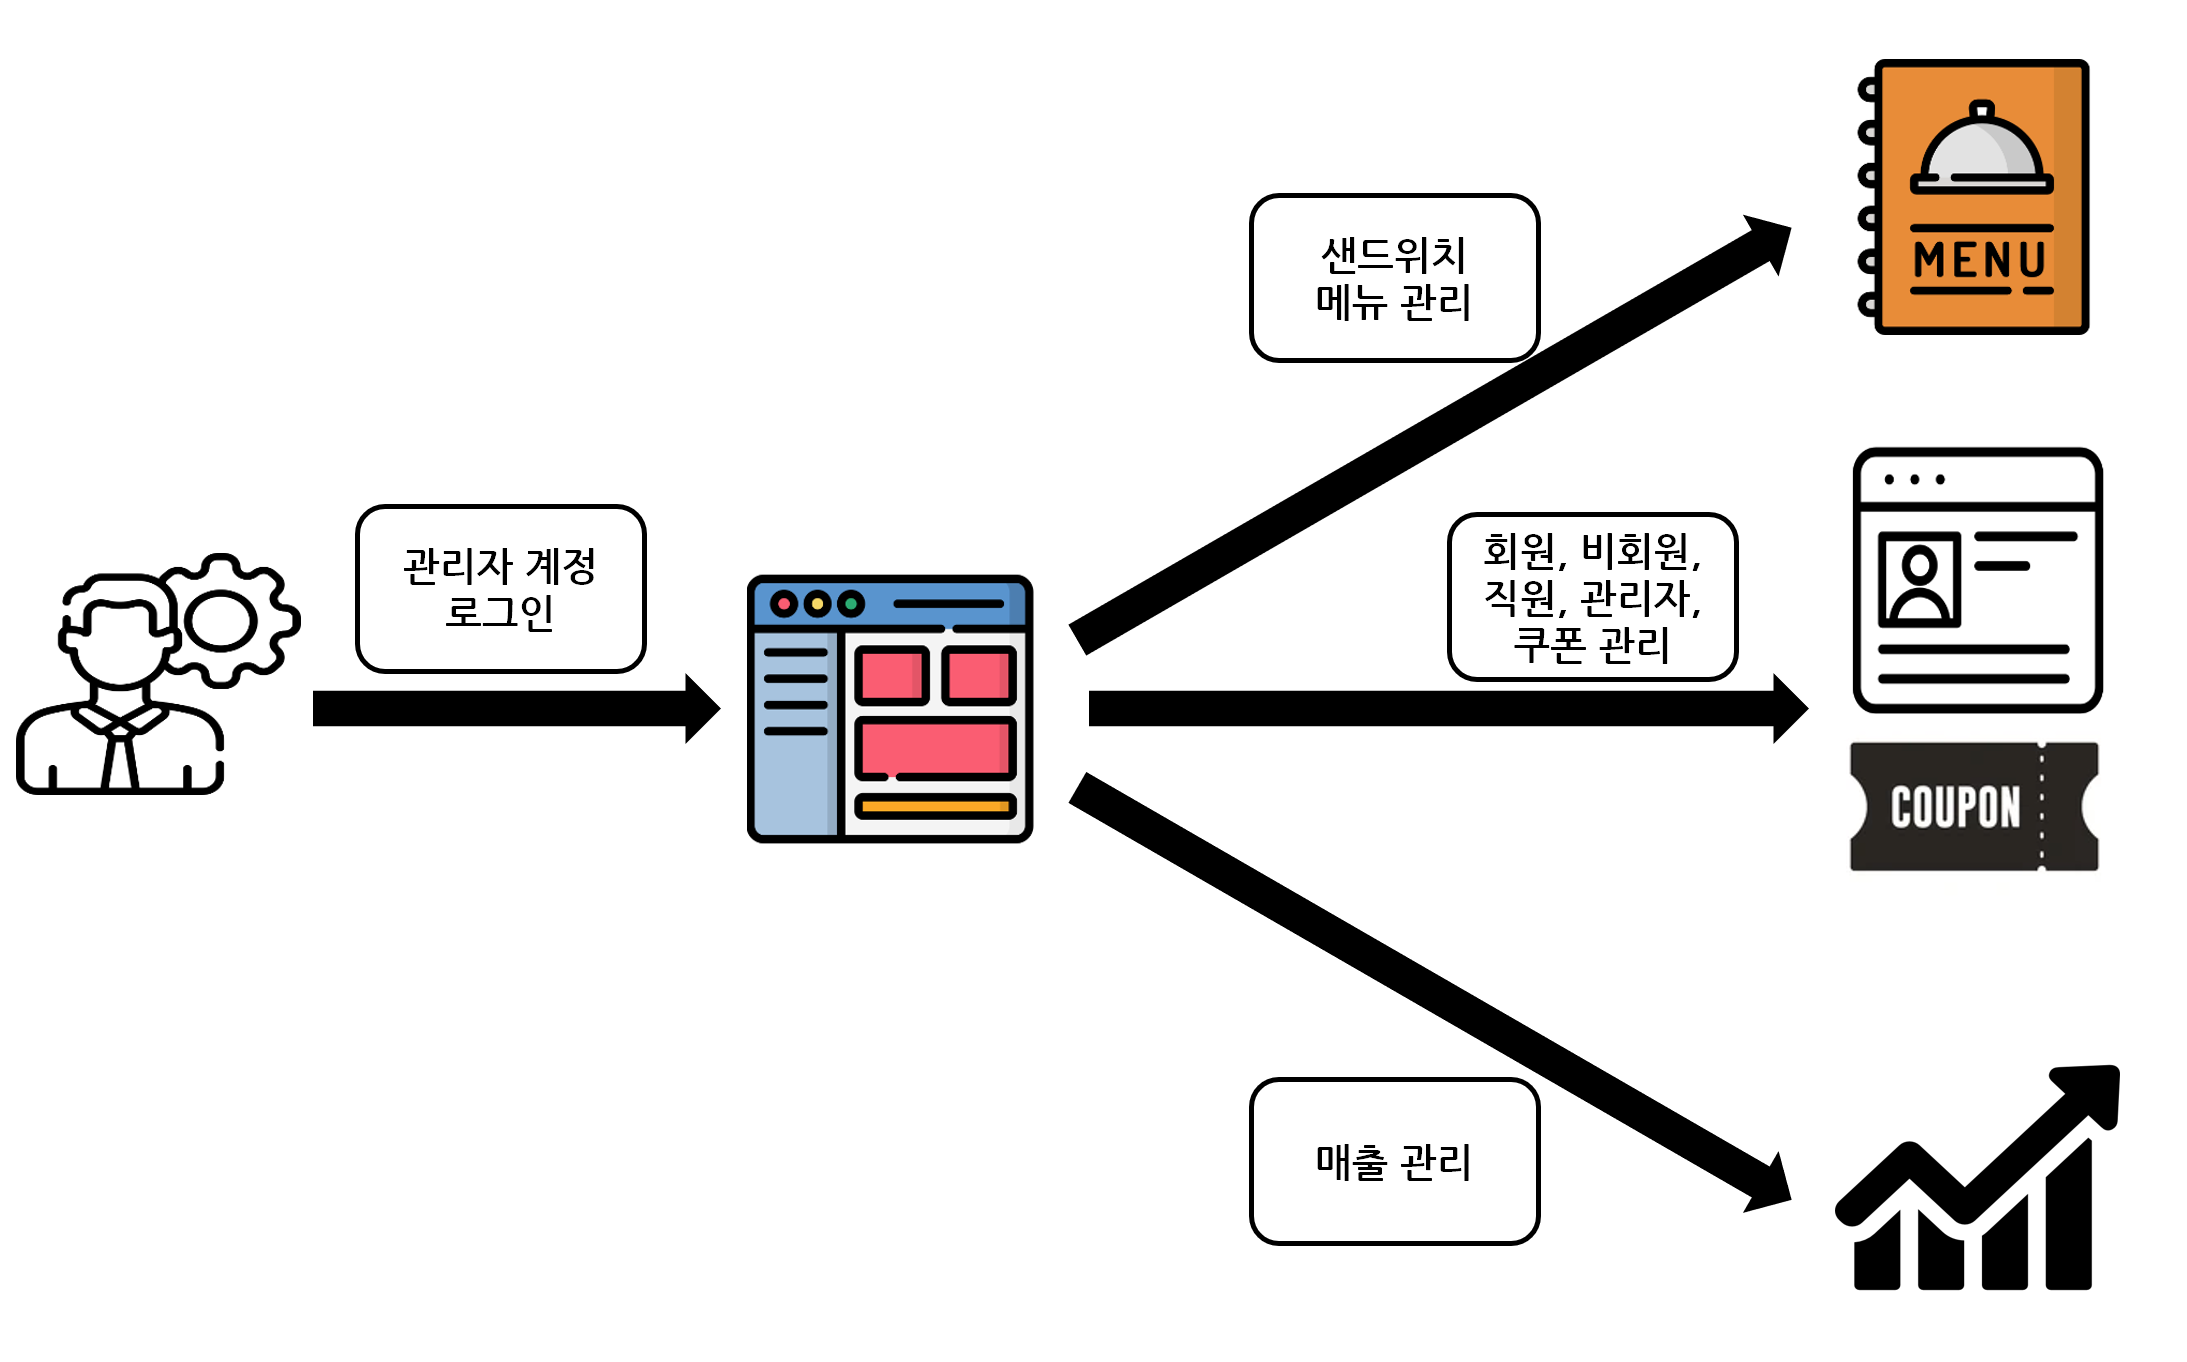 관리자 계정
로그인
샌드위치
메뉴 관리
MENU
회원, 비회원,
직원, 관리자,
쿠폰 관리
COUPON
매출 관리